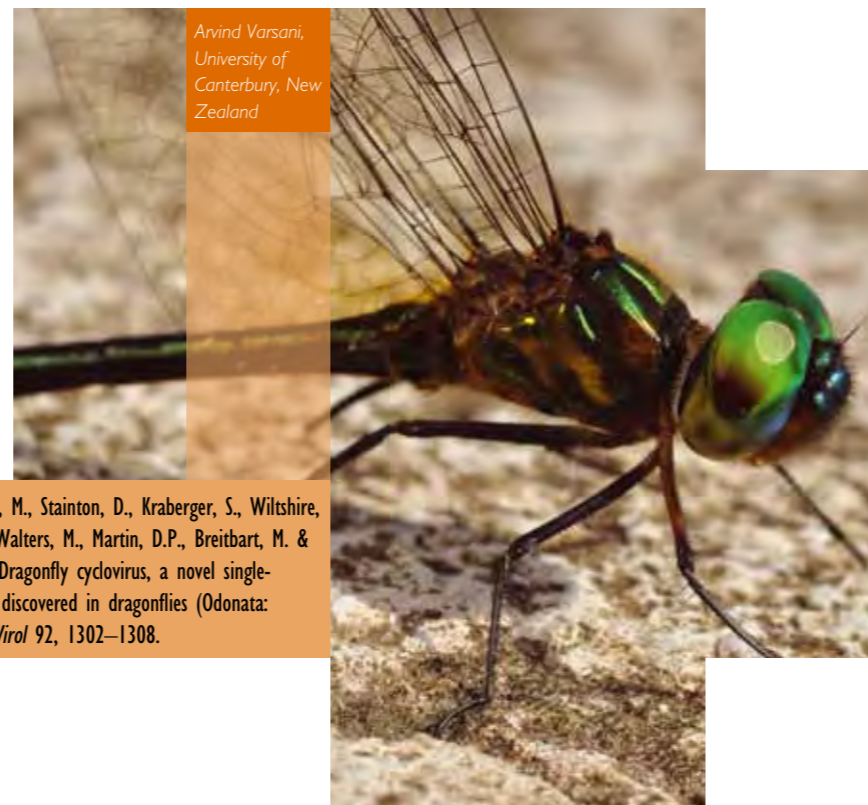 Arvind Varsani,
University of
Canterbury, New
Zealand
, M., Stainton, D., Kraberger, S., Wiltshire,
Walters, M., Martin, D.P., Breitbart, M. &
Dragonfly cyclovirus, a novel single-
discovered in dragonflies (Odonata:
Virol 92, 1302–1308.